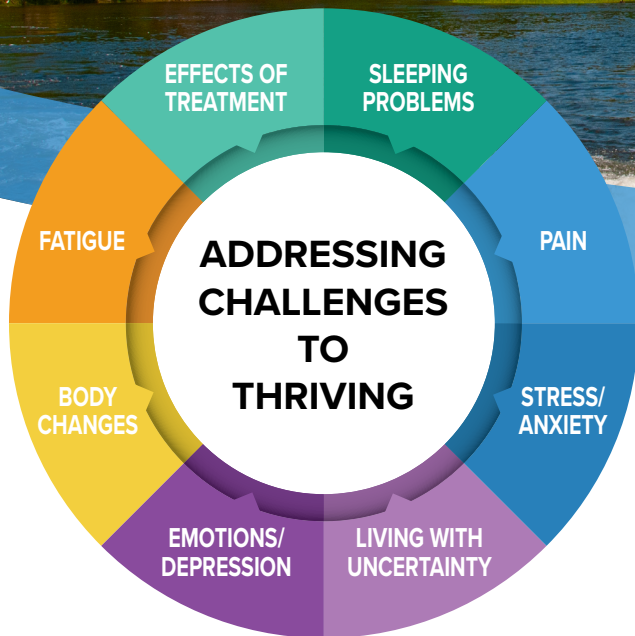 EFFECTS OF
TREATMENT
SLEEPING
PROBLEMS
FATIGUE
PAIN
ADDRESSING
CHALLENGES
TO
THRIVING
BODY
CHANGES
STRESS/
ANXIETY
EMOTIONS/
DEPRESSION
LIVING WITH
UNCERTAINTY